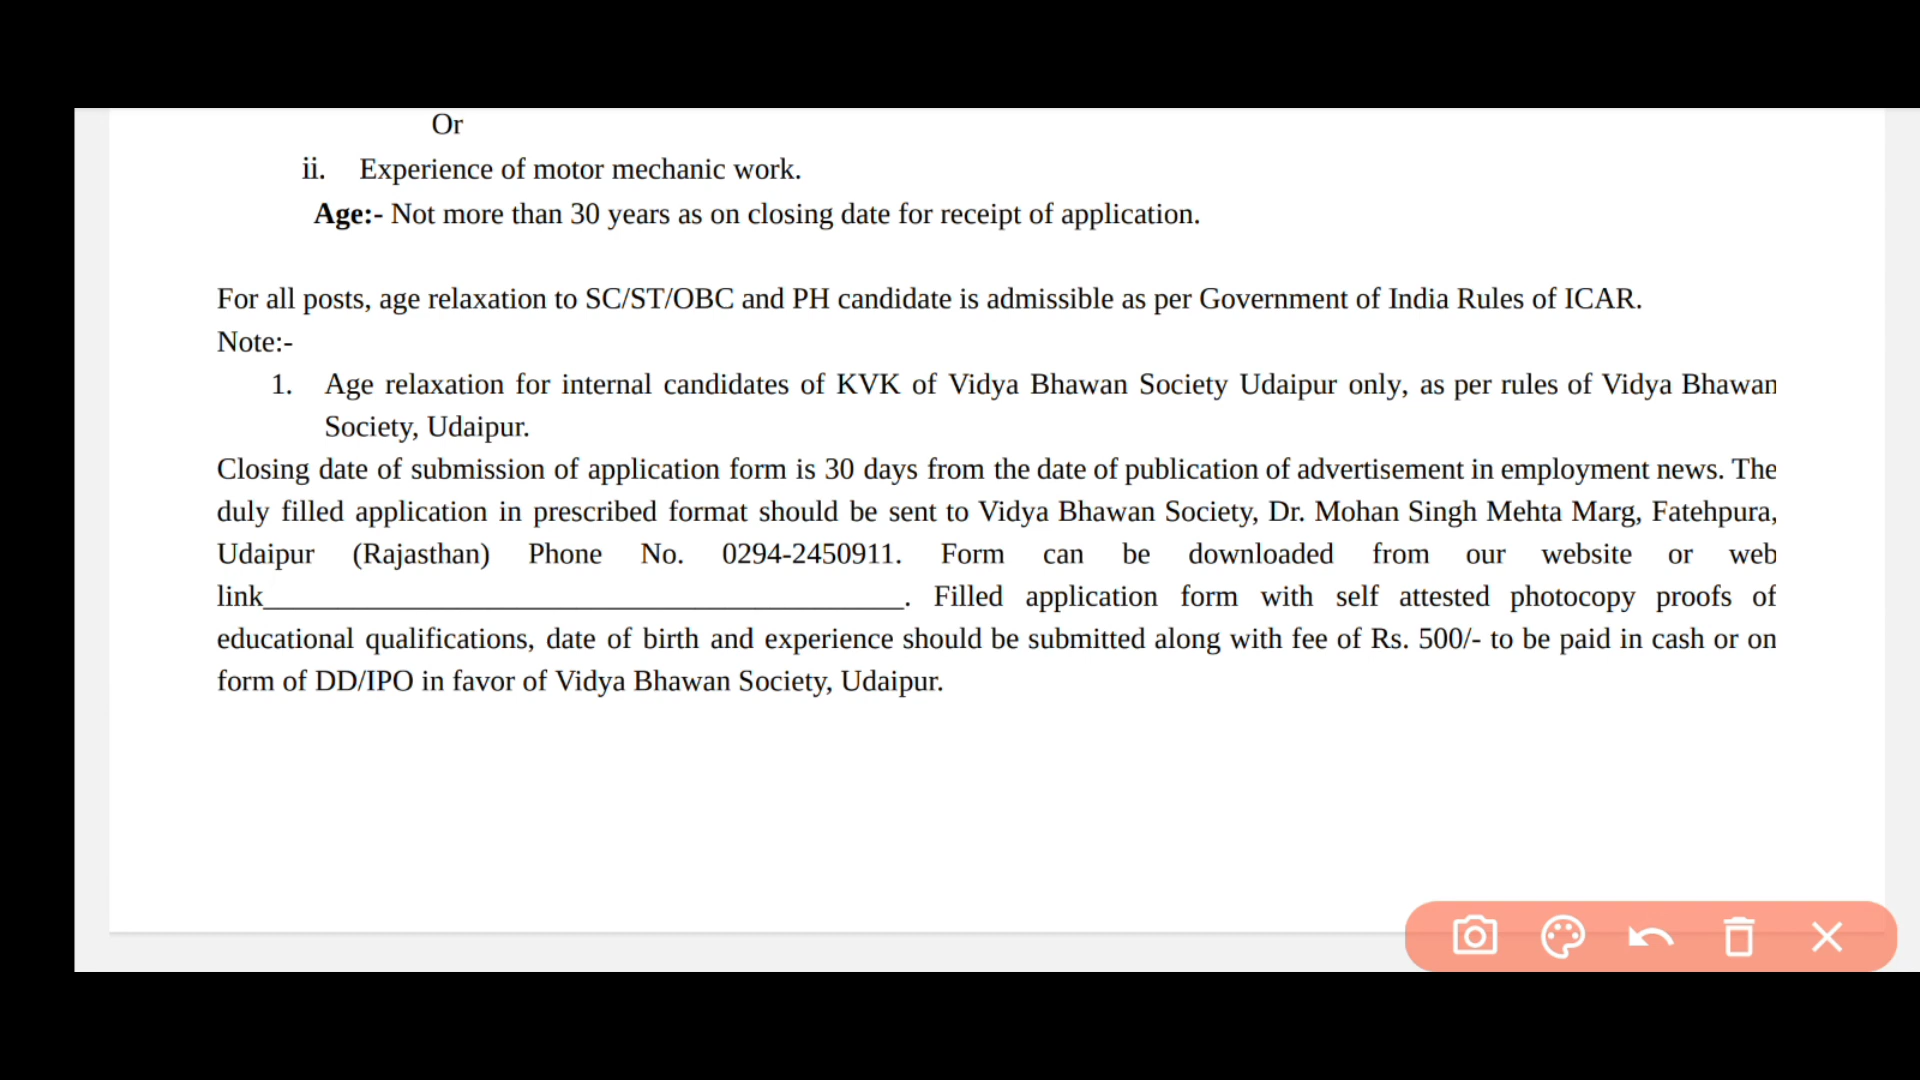 Or
ii. Experience of motor mechanic work.
Age:- Not more than 30 years as on closing date for receipt of application.
For all posts, age relaxation to SC/ST/OBC and PH candidate is admissible as per Government of India Rules of ICAR.
Note:-
1. Age relaxation for internal candidates of KVK of Vidya Bhawan Society Udaipur only, as per rules of Vidya Bhawan
Society, Udaipur.
Closing date of submission of application form is 30 days from the date of publication of advertisement in employment news. The
duly filled application in prescribed format should be sent to Vidya Bhawan Society, Dr. Mohan Singh Mehta Marg, Fatehpura,
Udaipur (Rajasthan) Phone No. 0294-2450911. Form can be downloaded from our website or web
link__________________________________________. Filled application form with self attested photocopy proofs of
educational qualifications, date of birth and experience should be submitted along with fee of Rs. 500/- to be paid in cash or on
form of DD/IPO in favor of Vidya Bhawan Society, Udaipur.